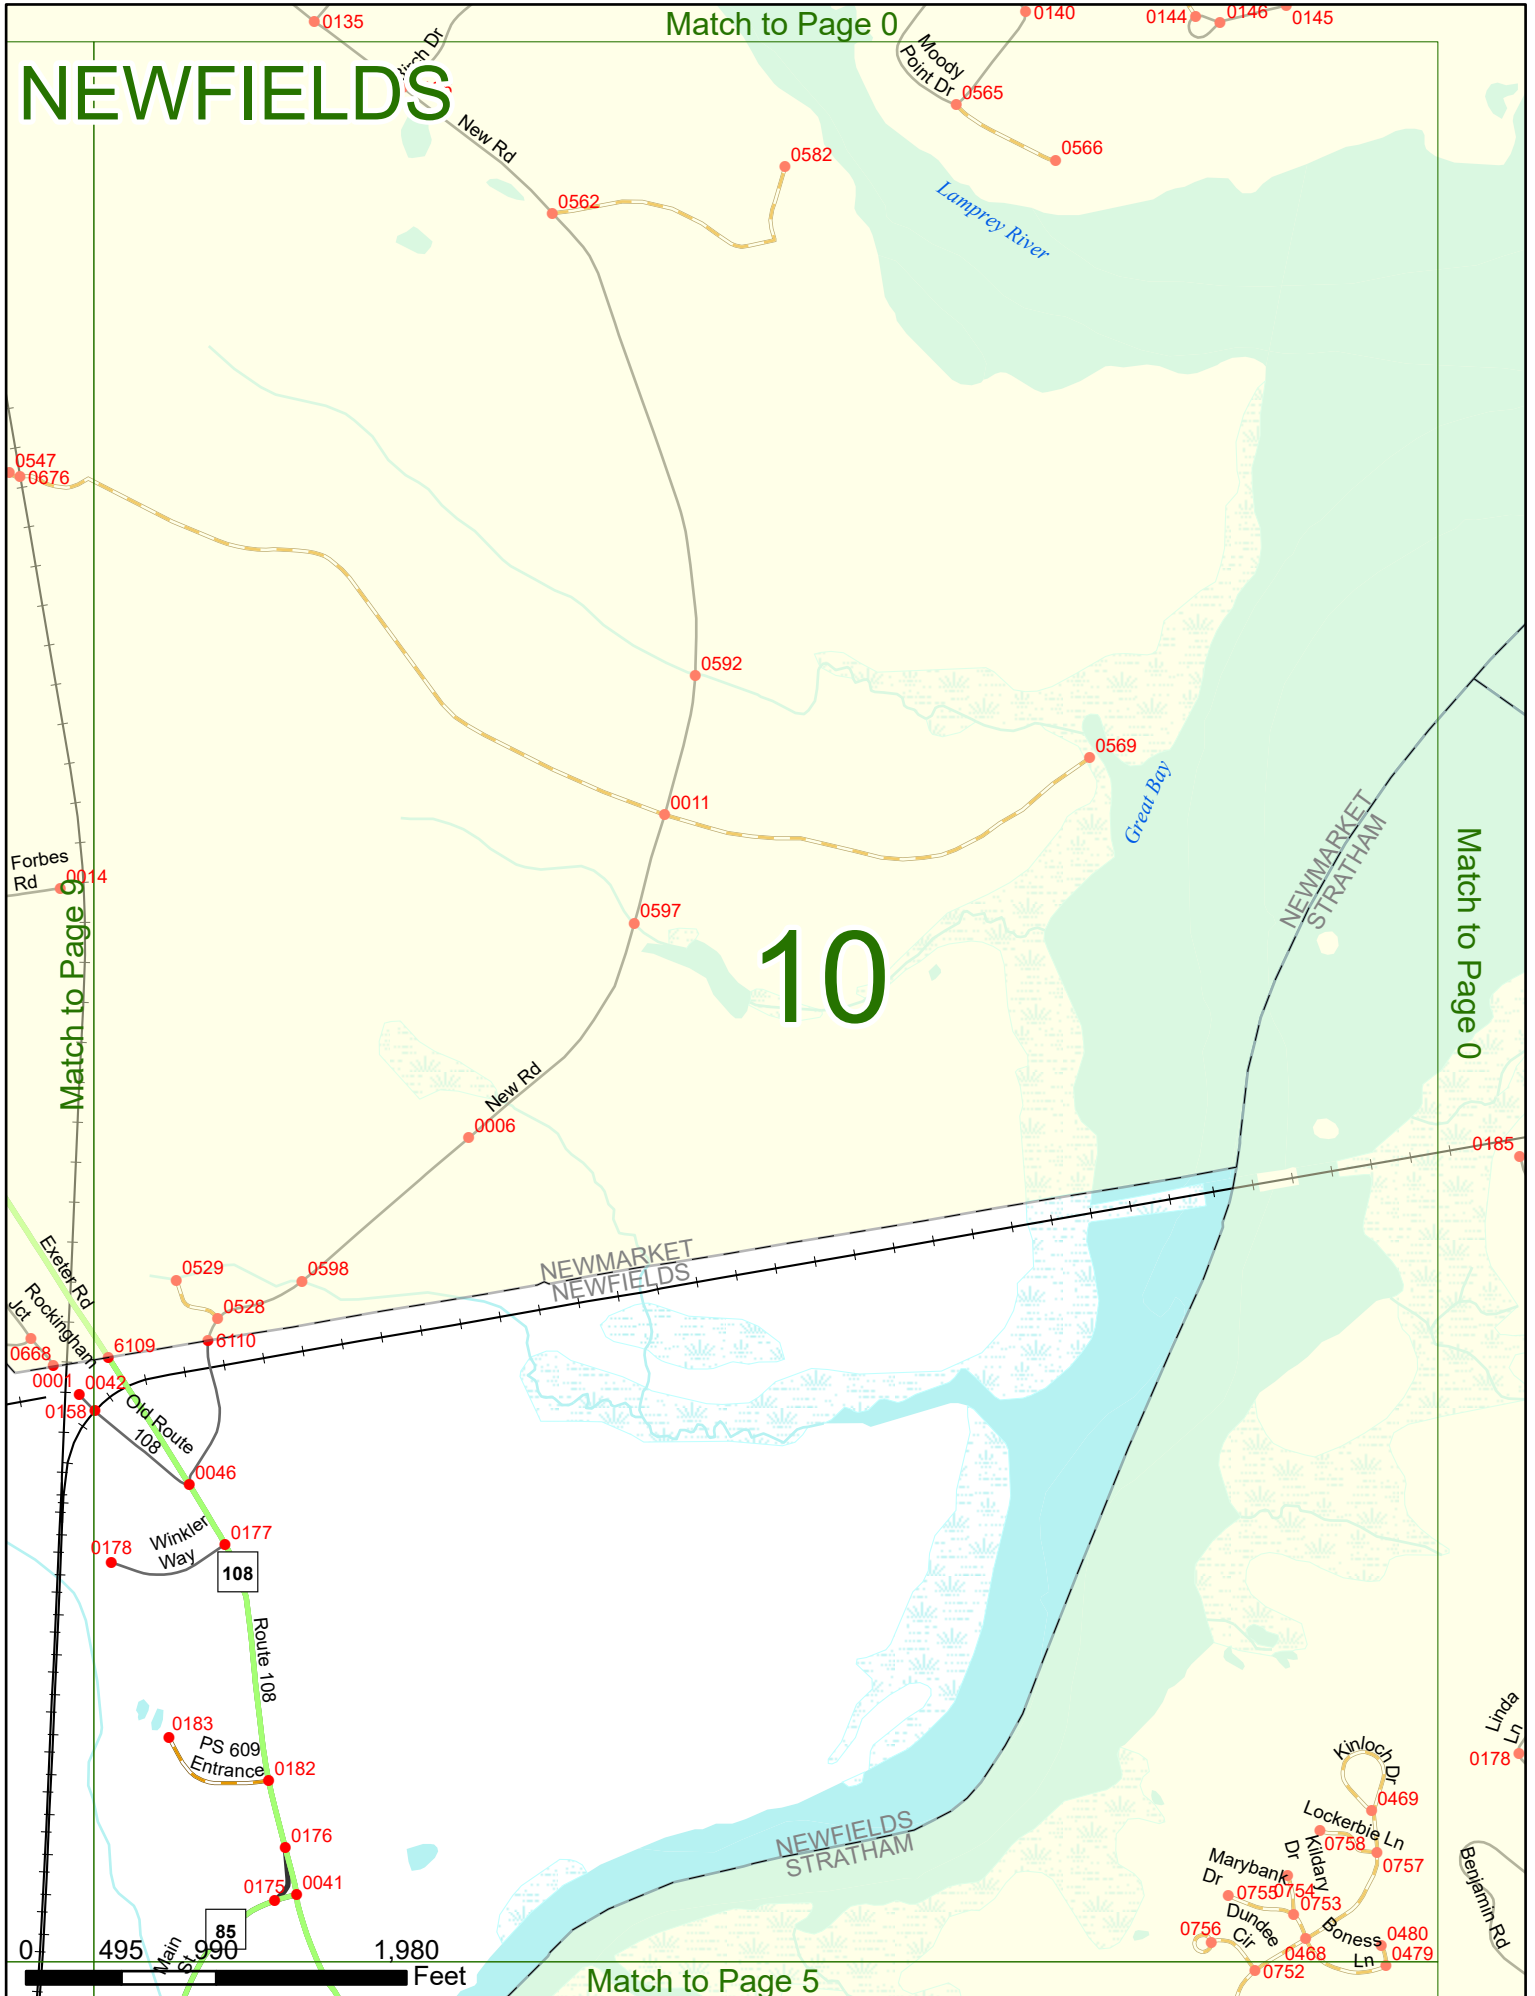 Match to Page 0
0135
0140
0144
0146
0145
NEWFIELDS
Birch Dr
Moody
Point Dr
0565
New Rd
0582
0566
0562
Lamprey River
0547
0676
0592
0569
Great Bay
0011
NEWMARKET
STRATHAM
Forbes
Rd
0014
Match to Page 9
0597
10
Match to Page 0
New Rd
0006
0185
Exeter Rd
NEWMARKET
NEWFIELDS
0529
0598
Rockingham
Jct
0528
6110
6109
0668
0001
0042
0158
Old Route
108
0046
Winkler
Way
0177
0178
108
Route 108
0183
PS 609
Entrance
0182
Linda
Ln
0178
Kinloch Dr
0469
NEWFIELDS
STRATHAM
Lockerbie Ln
0758
0757
0176
Kildary
Dr
Marybank
Dr
0754
0755
0753
0175
0041
Benjamin Rd
Dundee
Cir
0756
Boness
Ln
0480
0479
0468
0752
85
Main
St
0 495 990 1,980
Feet
Match to Page 5